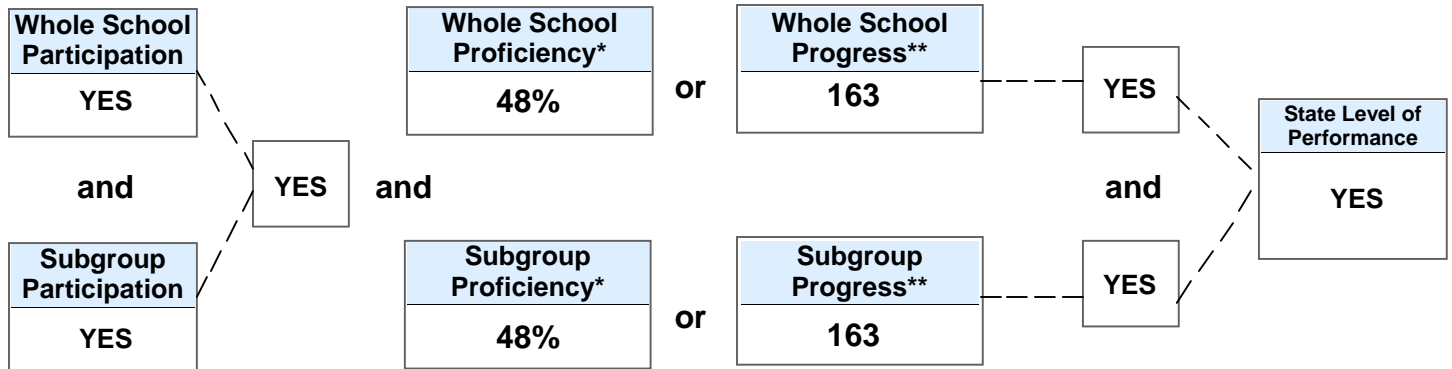 Whole School
Participation
YES
and
Subgroup
Participation
YES
YES
and
Whole School
Proficiency*
48%
or
Whole School
Progress**
163
YES
Subgroup
Proficiency*
48%
or
Subgroup
Progress**
163
YES
and
State Level of
Performance
YES